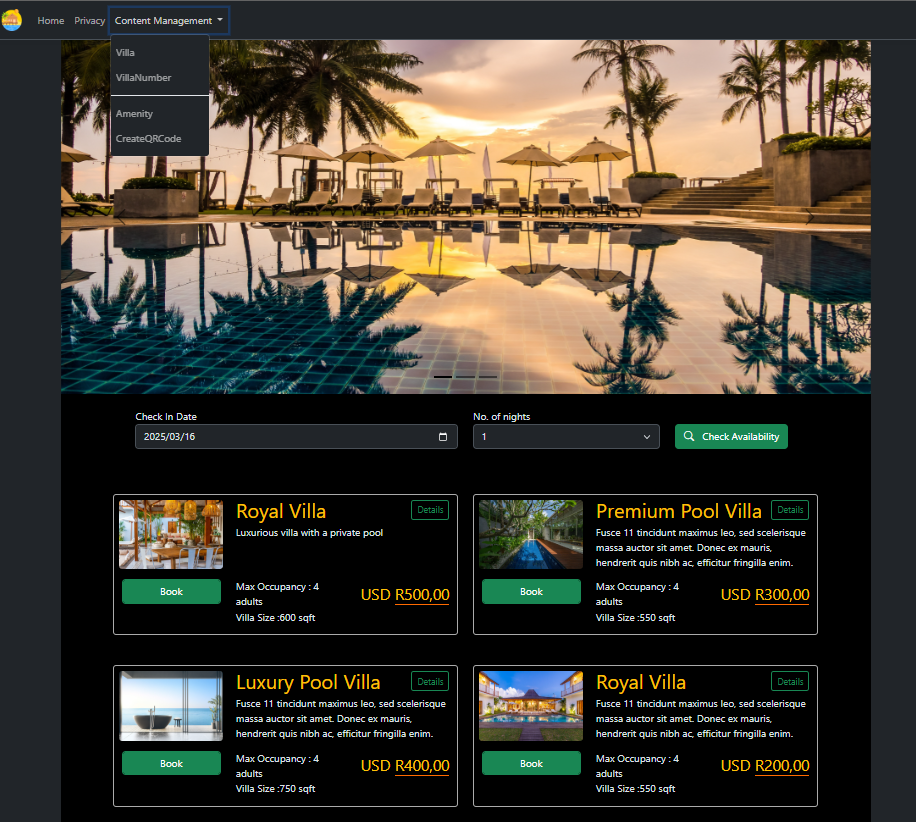 Home Privacy Content Management
Villa
VillaNumber
Amenity
CreateQRCode
Check In Date
2025/03/16
No. of nights
1
Check Availability
Royal Villa
Details
Luxurious villa with a private pool
Book
Max Occupancy : 4
adults
Villa Size :600 sqft
USD R500,00
Premium Pool Villa
Details
Fusce 11 tincidunt maximus leo, sed scelerisque
massa auctor sit amet. Donec ex mauris,
hendrerit quis nibh ac, efficitur fringilla enim.
Book
Max Occupancy : 4
adults
Villa Size :550 sqft
USD R300,00
Luxury Pool Villa
Details
Fusce 11 tincidunt maximus leo, sed scelerisque
massa auctor sit amet. Donec ex mauris,
hendrerit quis nibh ac, efficitur fringilla enim.
Book
Max Occupancy : 4
adults
Villa Size :750 sqft
USD R400,00
Royal Villa
Details
Fusce 11 tincidunt maximus leo, sed scelerisque
massa auctor sit amet. Donec ex mauris,
hendrerit quis nibh ac, efficitur fringilla enim.
Book
Max Occupancy : 4
adults
Villa Size :550 sqft
USD R200,00